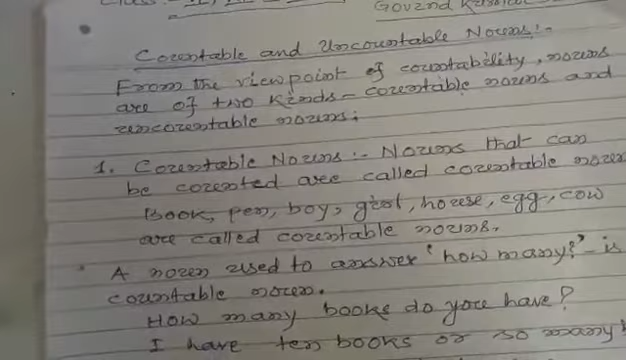 Class :-
Govind
Countable and Uncountable Nouns:-
From the viewpoint of countability, nouns
are of two kinds - countable nouns and
uncountable nouns:
1. Countable Nouns :- Nouns that can
be counted are called countable
Book, pen, boy, girl, house, egg, cow
are called countable nouns.
A noun used to answer 'how many?' is
countable noun.
How many books do you have?
I have ten books or so many